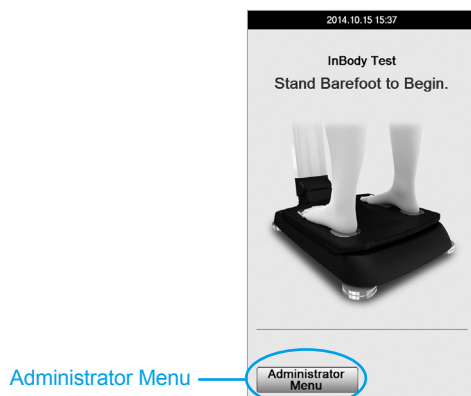 2014.10.15 15:37
InBody Test
Stand Barefoot to Begin.
Administrator Menu
Administrator
Menu